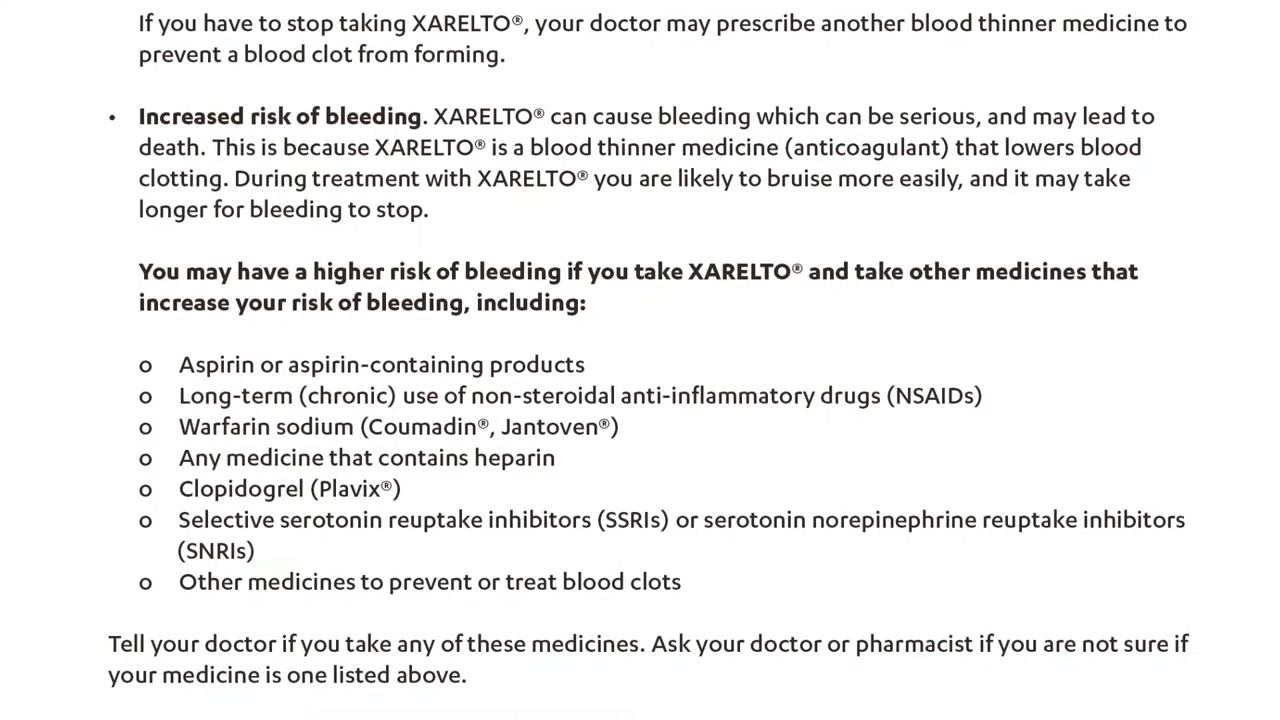 If you have to stop taking XARELTO®, your doctor may prescribe another blood thinner medicine to
prevent a blood clot from forming.
• Increased risk of bleeding. XARELTO® can cause bleeding which can be serious, and may lead to
death. This is because XARELTO® is a blood thinner medicine (anticoagulant) that lowers blood
clotting. During treatment with XARELTO® you are likely to bruise more easily, and it may take
longer for bleeding to stop.
You may have a higher risk of bleeding if you take XARELTO® and take other medicines that
increase your risk of bleeding, including:
o Aspirin or aspirin-containing products
o Long-term (chronic) use of non-steroidal anti-inflammatory drugs (NSAIDs)
o Warfarin sodium (Coumadin®, Jantoven®)
o Any medicine that contains heparin
o Clopidogrel (Plavix®)
o Selective serotonin reuptake inhibitors (SSRIs) or serotonin norepinephrine reuptake inhibitors
(SNRIs)
o Other medicines to prevent or treat blood clots
Tell your doctor if you take any of these medicines. Ask your doctor or pharmacist if you are not sure if
your medicine is one listed above.